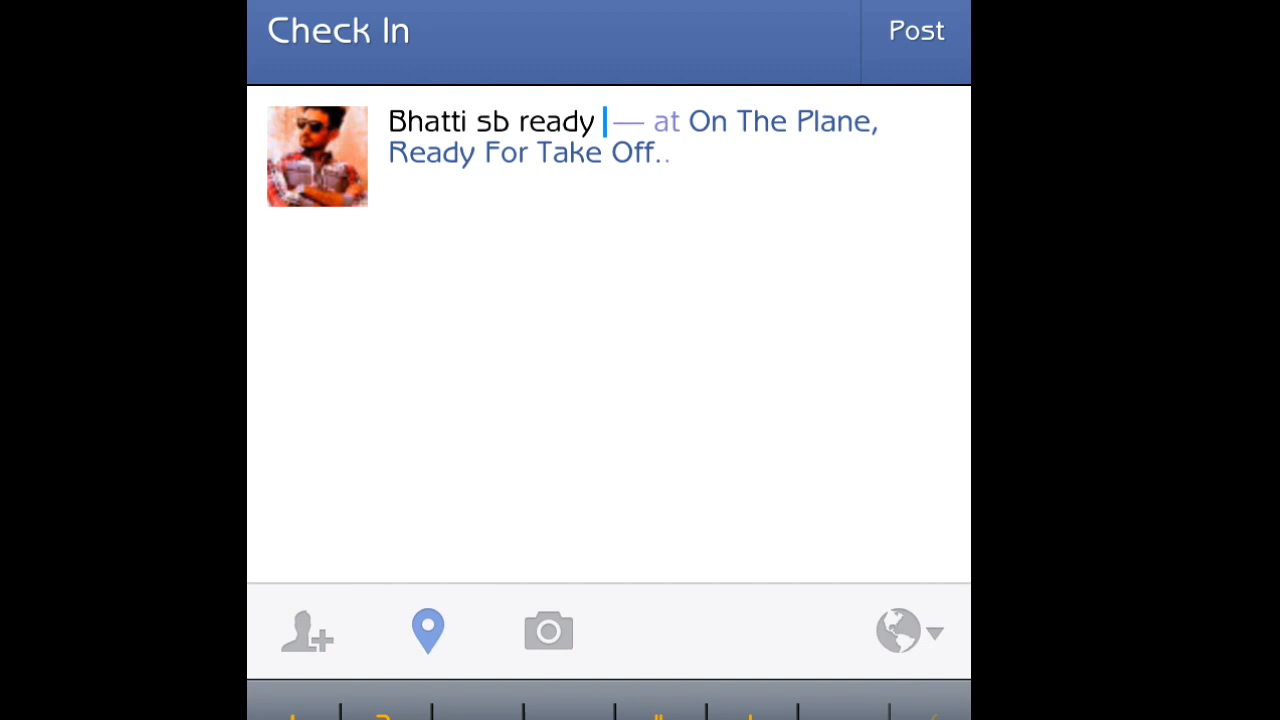 Check In
Post
Bhatti sb ready — at On The Plane,
Ready For Take Off..